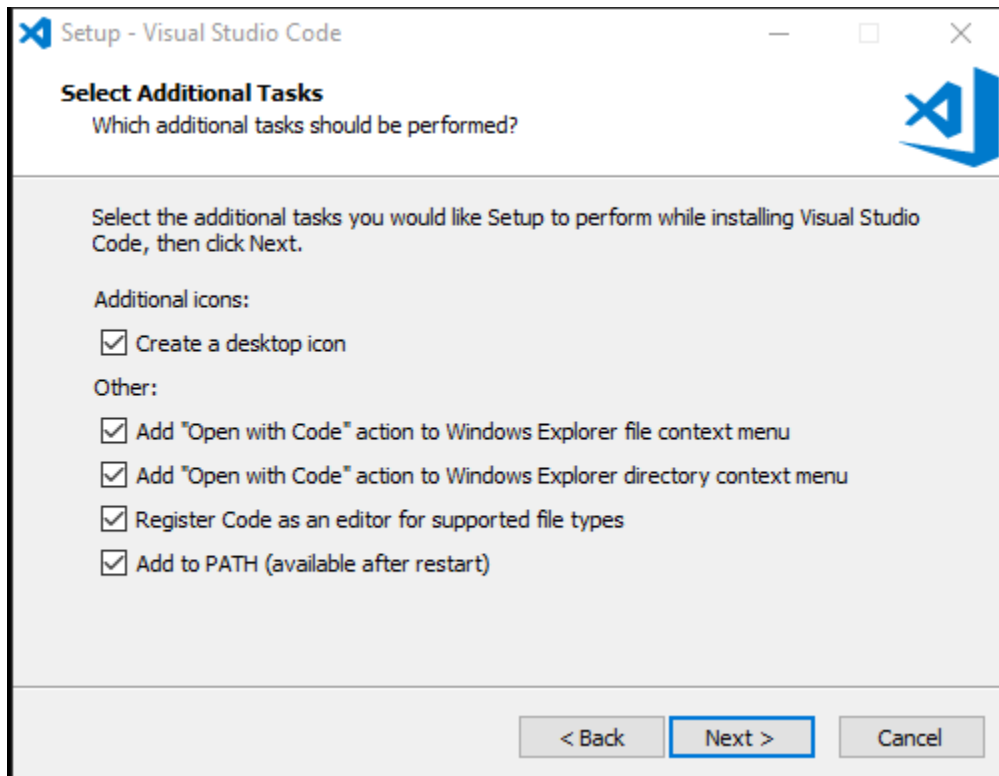 Setup - Visual Studio Code
Select Additional Tasks
Which additional tasks should be performed?
Select the additional tasks you would like Setup to perform while installing Visual Studio
Code, then click Next.
Additional icons:
Create a desktop icon
Other:
Add "Open with Code" action to Windows Explorer file context menu
Add "Open with Code" action to Windows Explorer directory context menu
Register Code as an editor for supported file types
Add to PATH (available after restart)
< Back
Next >
Cancel